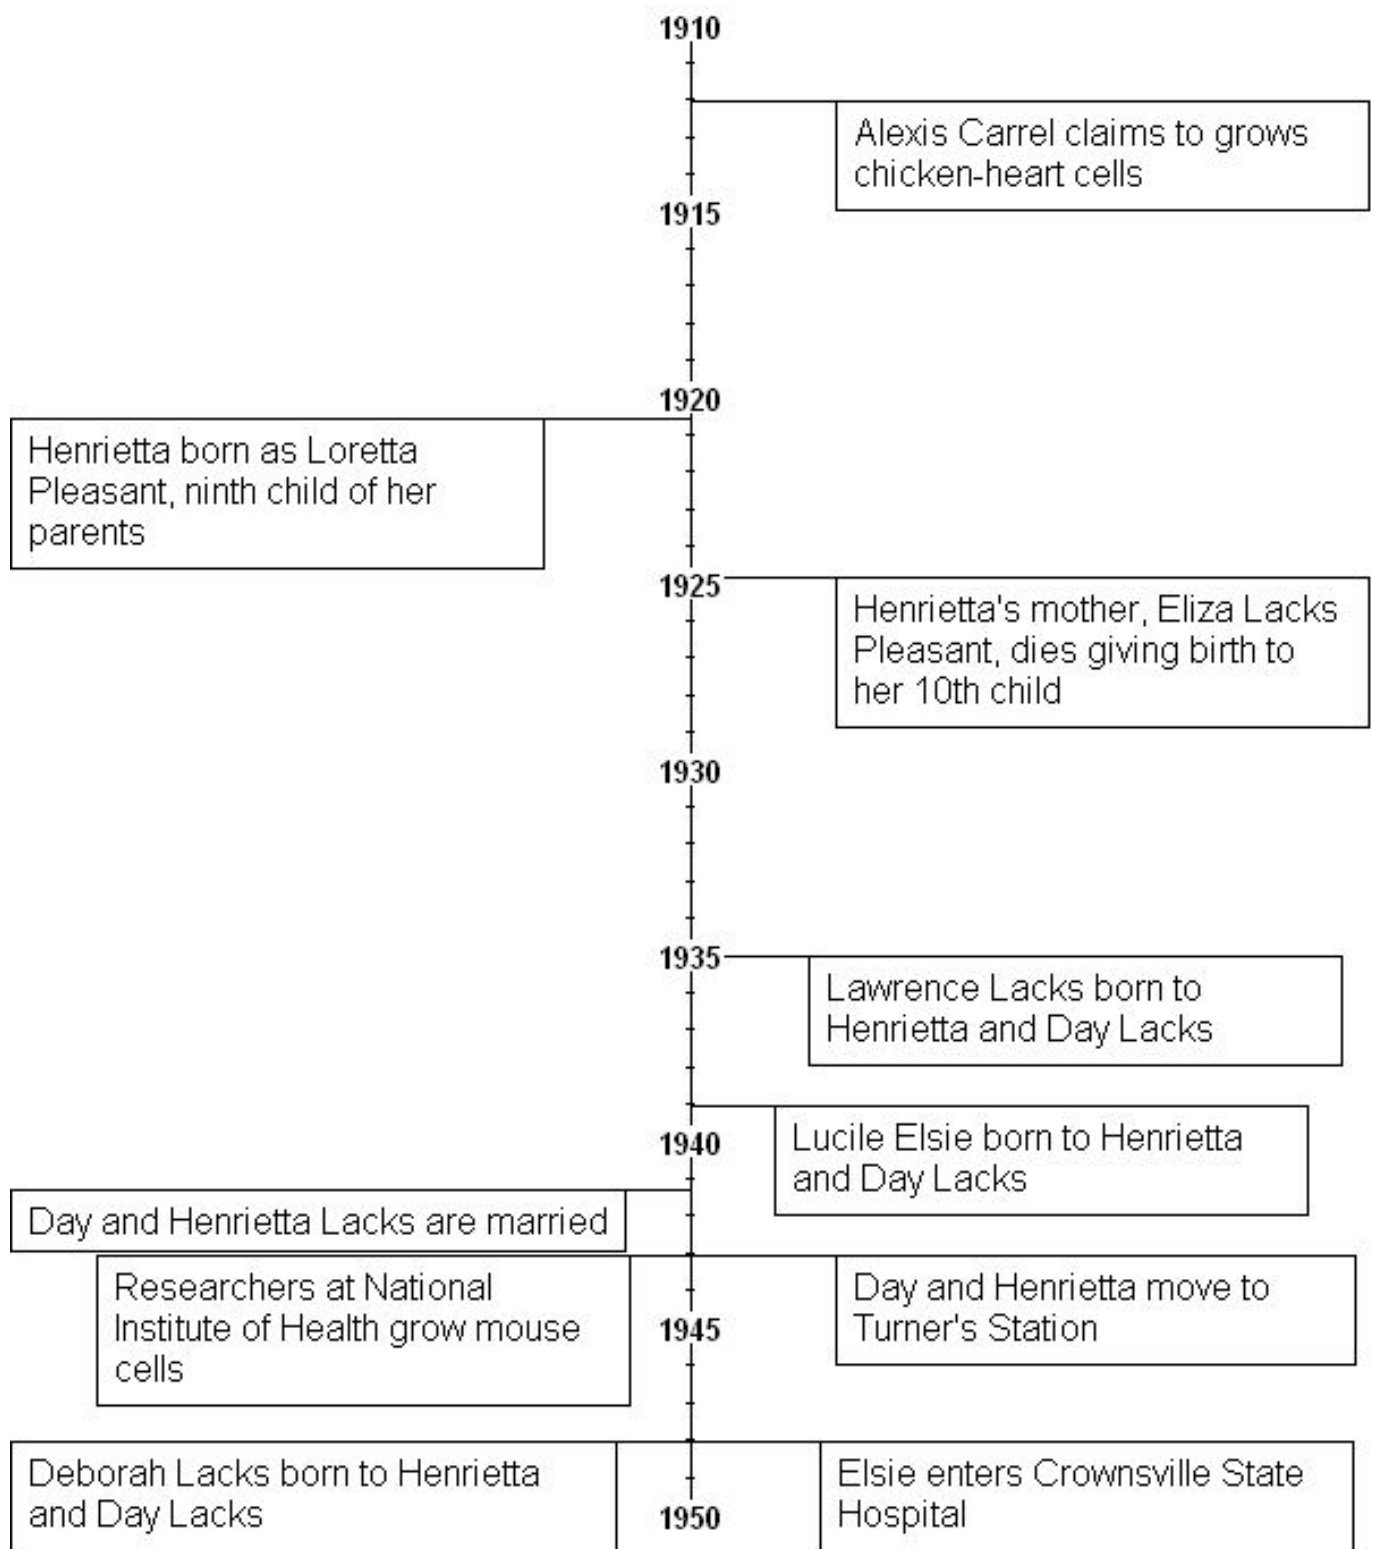 1910
Alexis Carrel claims to grows
chicken-heart cells
1915
1920
Henrietta born as Loretta
Pleasant, ninth child of her
parents
1925
Henrietta's mother, Eliza Lacks
Pleasant, dies giving birth to
her 10th child
1930
1935
Lawrence Lacks born to
Henrietta and Day Lacks
Lucile Elsie born to Henrietta
and Day Lacks
1940
Day and Henrietta Lacks are married
Researchers at National
Institute of Health grow mouse
cells
Day and Henrietta move to
Turner's Station
1945
Deborah Lacks born to Henrietta
and Day Lacks
Elsie enters Crownsville State
Hospital
1950